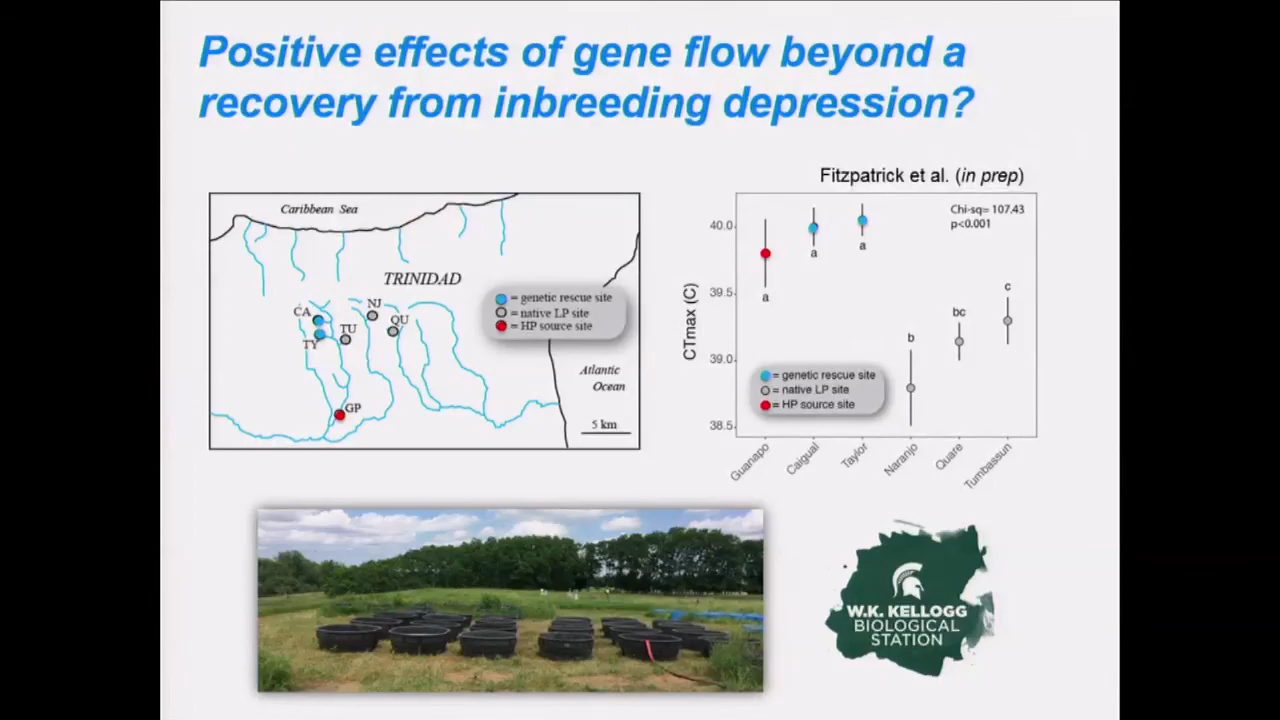 Positive effects of gene flow beyond a
recovery from inbreeding depression?
Caribbean Sea
TRINIDAD
= genetic rescue site
= native LP site
= HP source site
CA
NJ
TY
TU
QU
GP
Atlantic
Ocean
5 km
Fitzpatrick et al. (in prep)
Chi-sq= 107.43
p<0.001
CTmax (C)
40.0
39.5
39.0
38.5
a
a
a
b
bc
c
= genetic rescue site
= native LP site
= HP source site
Guanapo
Caigual
Taylor
Naranjo
Quare
Tumbassun
W.K. KELLOGG
BIOLOGICAL
STATION